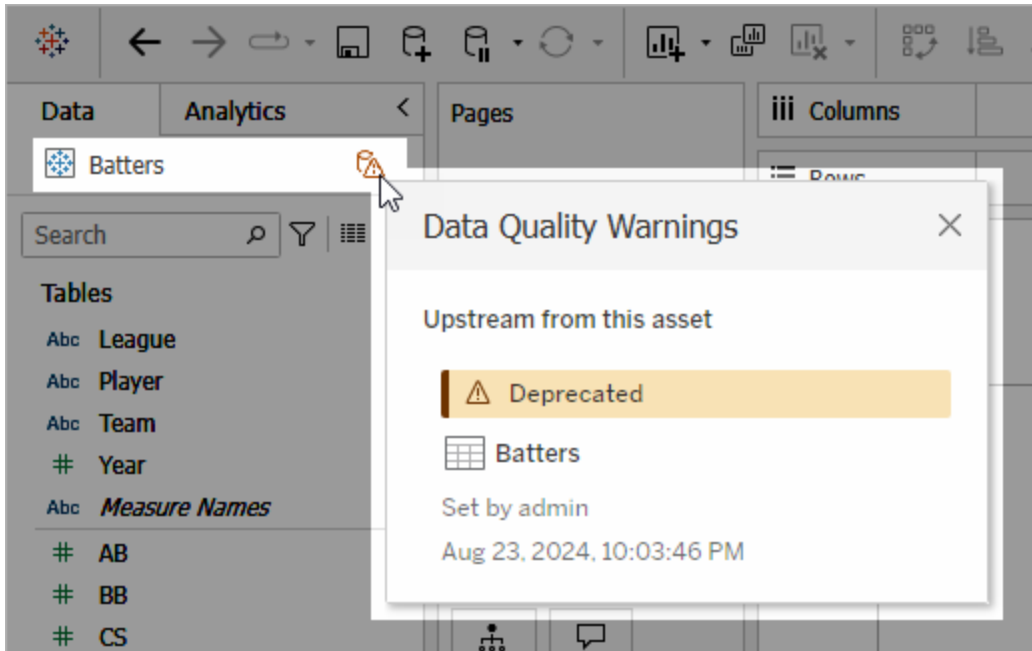 Data Analytics Pages iii Columns
Batters
Rows
Search
Data Quality Warnings
Tables
Upstream from this asset
Abc League
Abc Player
Deprecated
Abc Team
# Year
Batters
Abc Measure Names
Set by admin
# AB
Aug 23, 2024, 10:03:46 PM
# BB
# CS